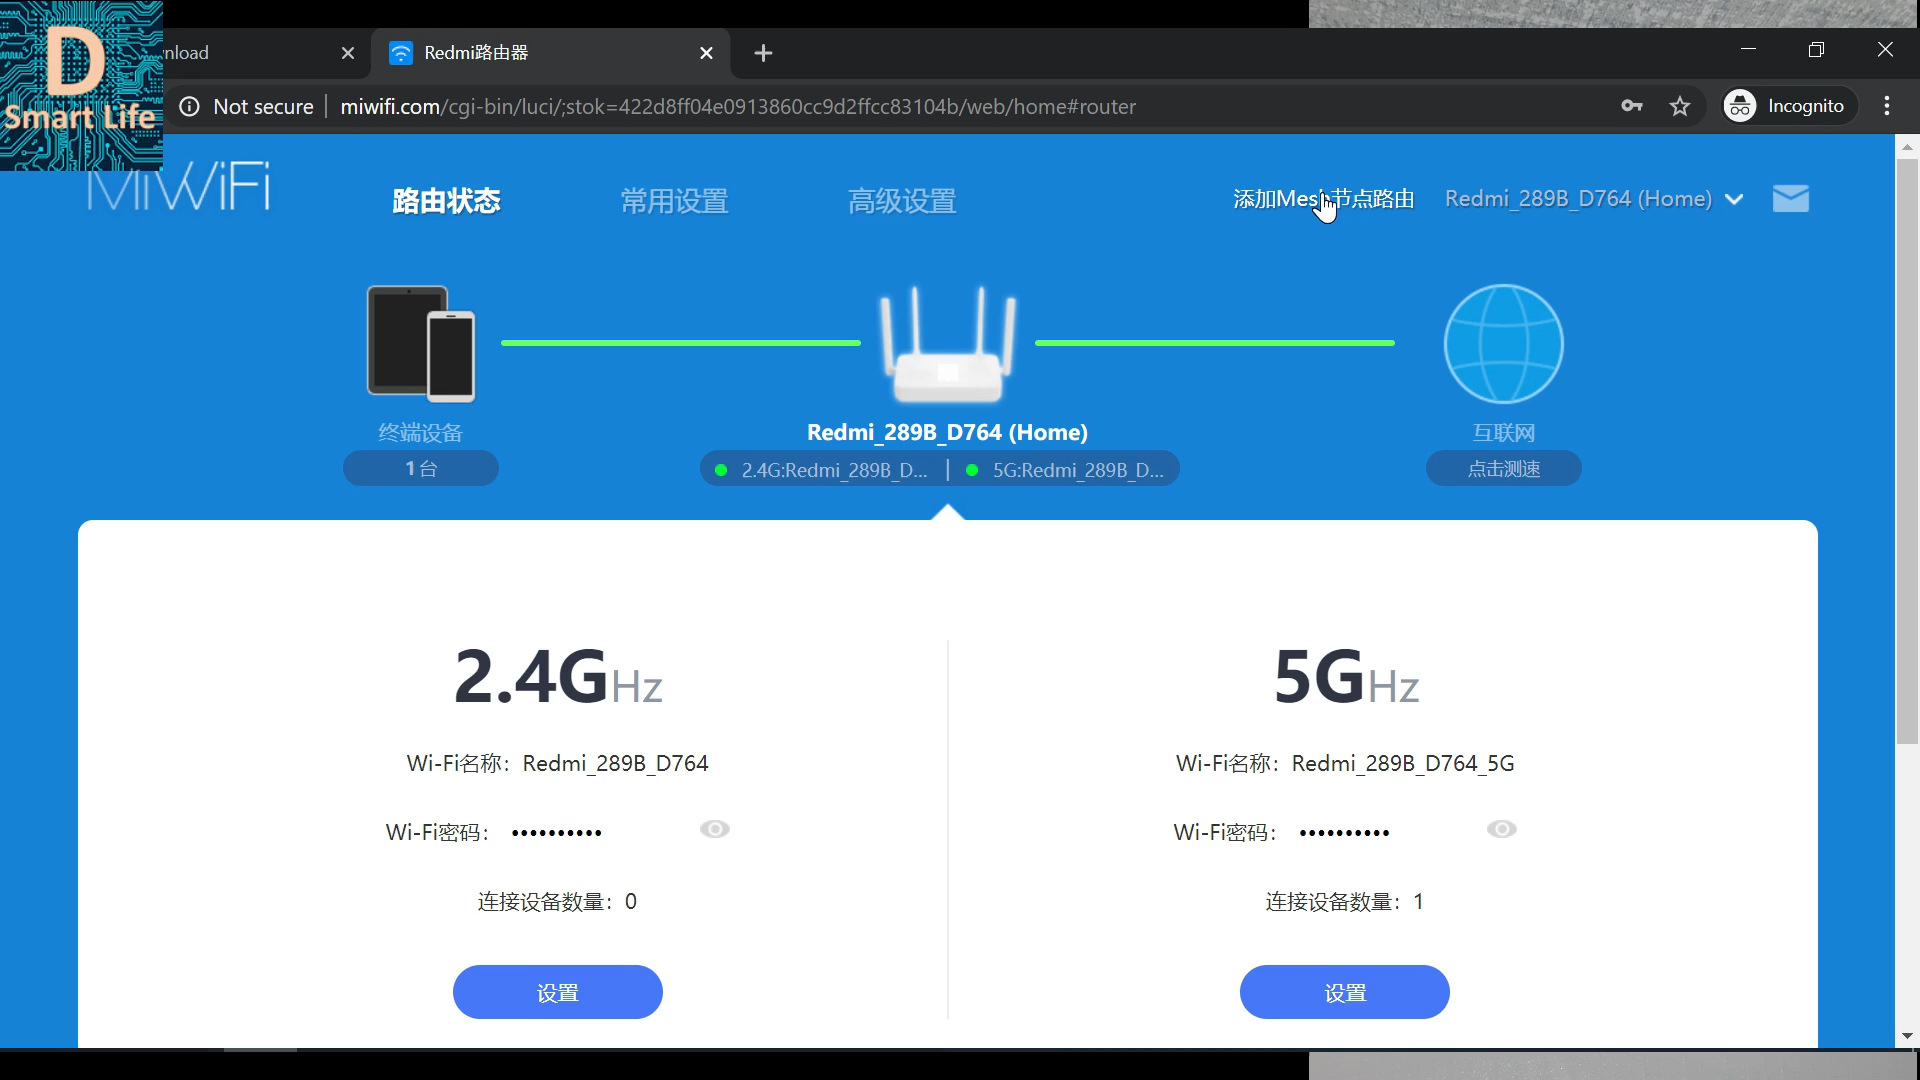 D
Smart Life
nload
Redmi路由器
Not secure
miwifi.com/cgi-bin/luci/;stok=422d8ff04e0913860cc9d2ffcc83104b/web/home#router
Incognito
MiWiFi
路由状态
常用设置
高级设置
添加Mesh节点路由
Redmi_289B_D764 (Home)
终端设备
1台
Redmi_289B_D764 (Home)
2.4G:Redmi_289B_D... | 5G:Redmi_289B_D...
互联网
点击测速
2.4GHz
Wi-Fi名称：Redmi_289B_D764
Wi-Fi密码：••••••••••
连接设备数量：0
设置
5GHz
Wi-Fi名称：Redmi_289B_D764_5G
Wi-Fi密码：••••••••••
连接设备数量：1
设置